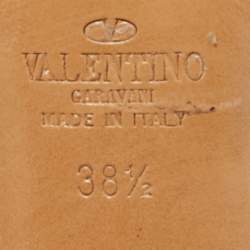 VALENTINO
GARAVANI
MADE IN ITALY
38½